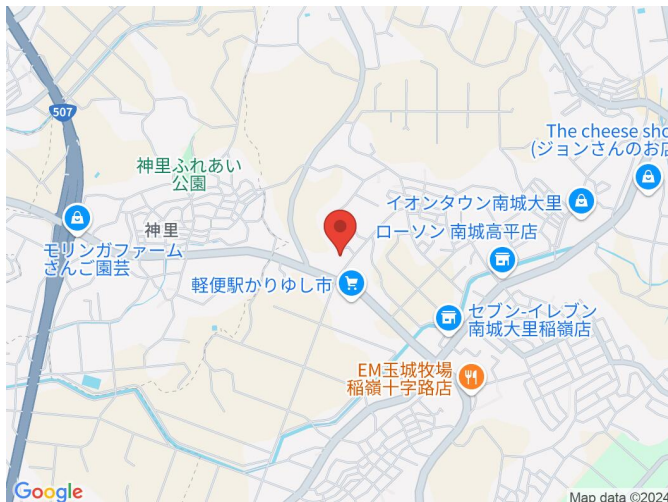 507
The cheese sho
(ジョンさんのお店
神里ふれあい
公園
イオンタウン南城大里
神里
ローソン 南城高平店
モリンガファーム
さんご園芸
軽便駅かりゆし市
セブン-イレブン
南城大里稲嶺店
EM玉城牧場
稲嶺十字路店
Google
Map data ©2024